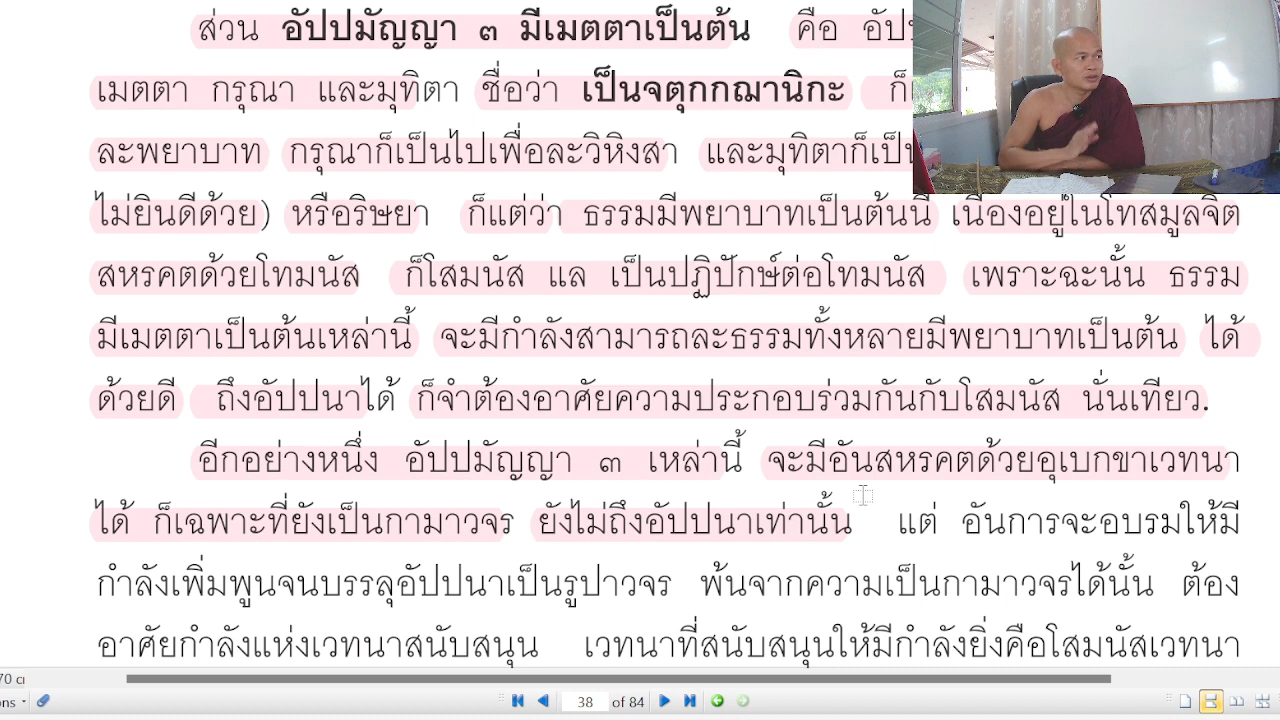 ส่วน อัปปมัญญา ๓ มีเมตตาเป็นต้น คือ
เมตตา กรุณา และมุทิตา ชื่อว่า เป็นจตุกกฌานิกะ ก็
ละพยาบาท กรุณาก็เป็นไปเพื่อละวิหิงสา และมุทิตาก็เป็น
ไม่ยินดีด้วย) หรือริษยา ก็แต่ว่า ธรรมมีพยาบาทเป็นต้นนี้ เนื่องอยู่ในโทสมูลจิต
สหรคตด้วยโทมนัส ก็โสมนัส แล เป็นปฏิปักษ์ต่อโทมนัส เพราะฉะนั้น ธรรม
มีเมตตาเป็นต้นเหล่านี้ จะมีกำลังสามารถละธรรมทั้งหลายมีพยาบาทเป็นต้น ได้
ด้วยดี ถึงอัปปนาได้ ก็จำต้องอาศัยความประกอบร่วมกันกับโสมนัส นั่นเทียว.
อีกอย่างหนึ่ง อัปปมัญญา ๓ เหล่านี้ จะมีอันสหรคตด้วยอุเบกขาเวทนา
ได้ ก็เฉพาะที่ยังเป็นกามาวจร ยังไม่ถึงอัปปนาเท่านั้น แต่ อันการจะอบรมให้มี
กำลังเพิ่มพูนจนบรรลุอัปปนาเป็นรูปาวจร พ้นจากความเป็นกามาวจรได้นั้น ต้อง
อาศัยกำลังแห่งเวทนาสนับสนุน เวทนาที่สนับสนุนให้มีกำลังยิ่งคือโสมนัสเวทนา
38 of 84